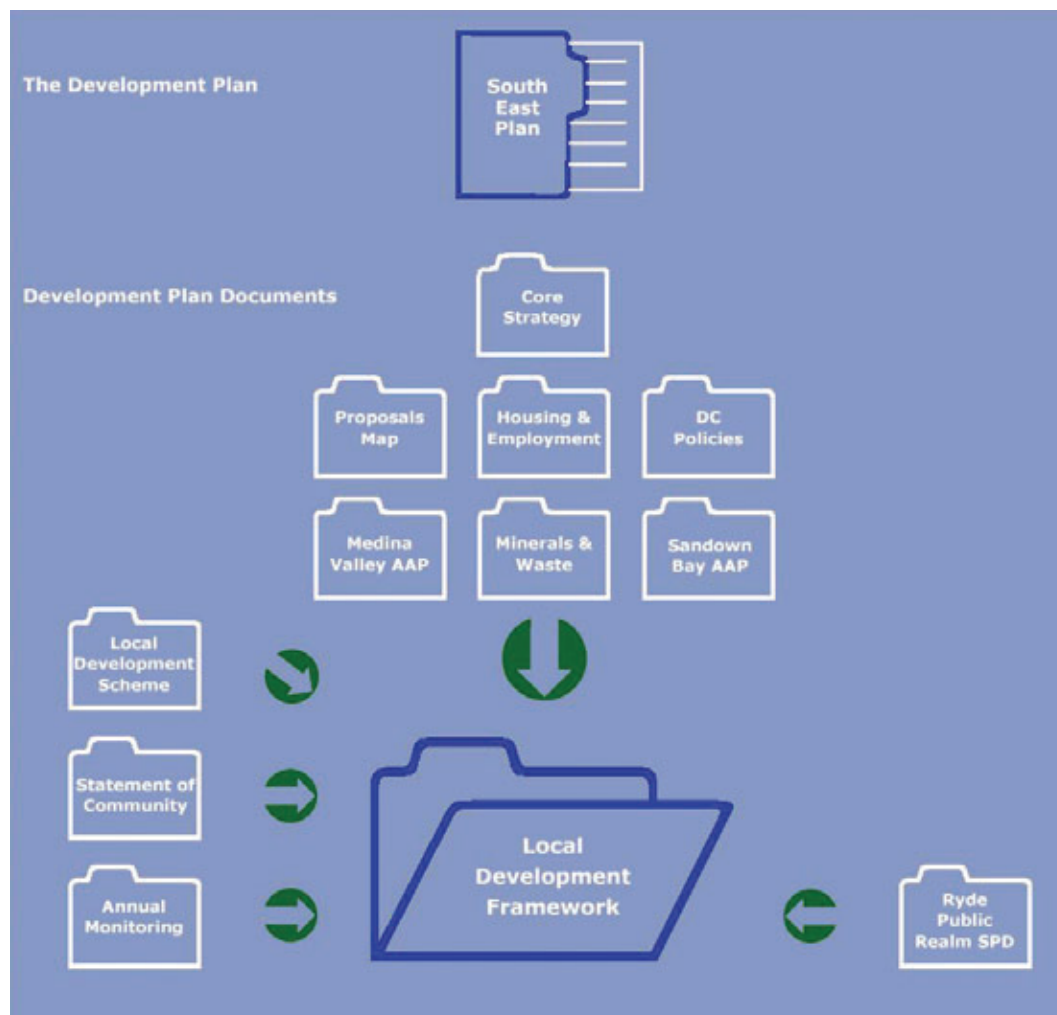 The Development Plan
South
East
Plan
Development Plan Documents
Core
Strategy
Proposals
Map
Housing &
Employment
DC
Policies
Medina
Valley AAP
Minerals &
Waste
Sandown
Bay AAP
Local
Development
Scheme
Statement of
Community
Annual
Monitoring
Local
Development
Framework
Ryde
Public
Realm SPD